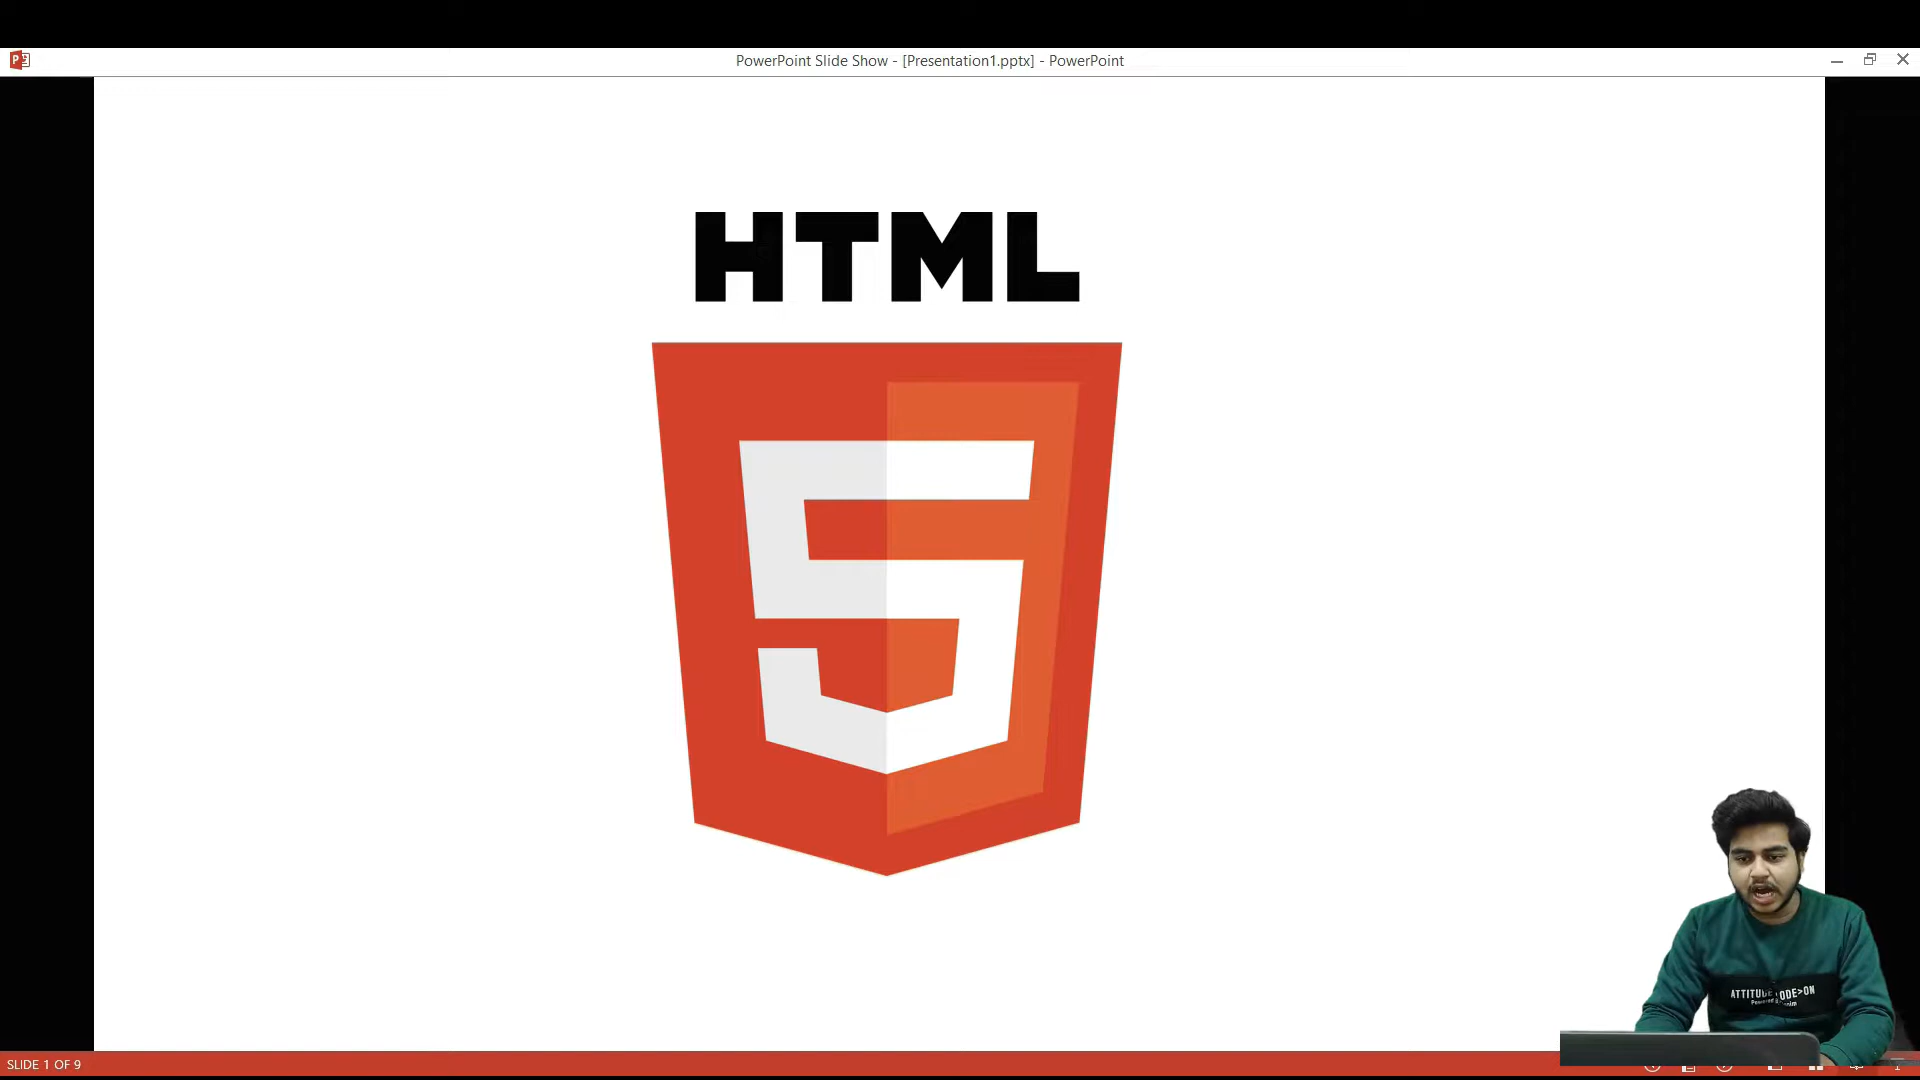 PowerPoint Slide Show - [Presentation1.pptx] - PowerPoint
HTML
5
SLIDE 1 OF 9